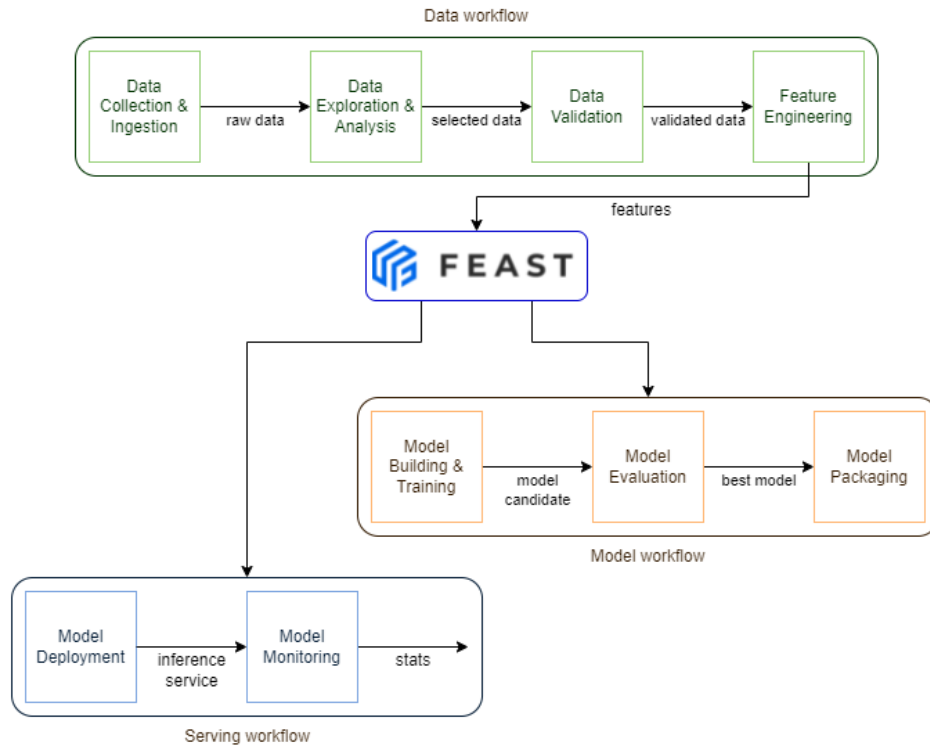 Data workflow
Data
Collection &
Ingestion
raw data
Data
Exploration &
Analysis
selected data
Data
Validation
validated data
Feature
Engineering
features
FEAST
Model
Building &
Training
model
candidate
Model
Evaluation
best model
Model
Packaging
Model workflow
Model
Deployment
inference
service
Model
Monitoring
stats
Serving workflow